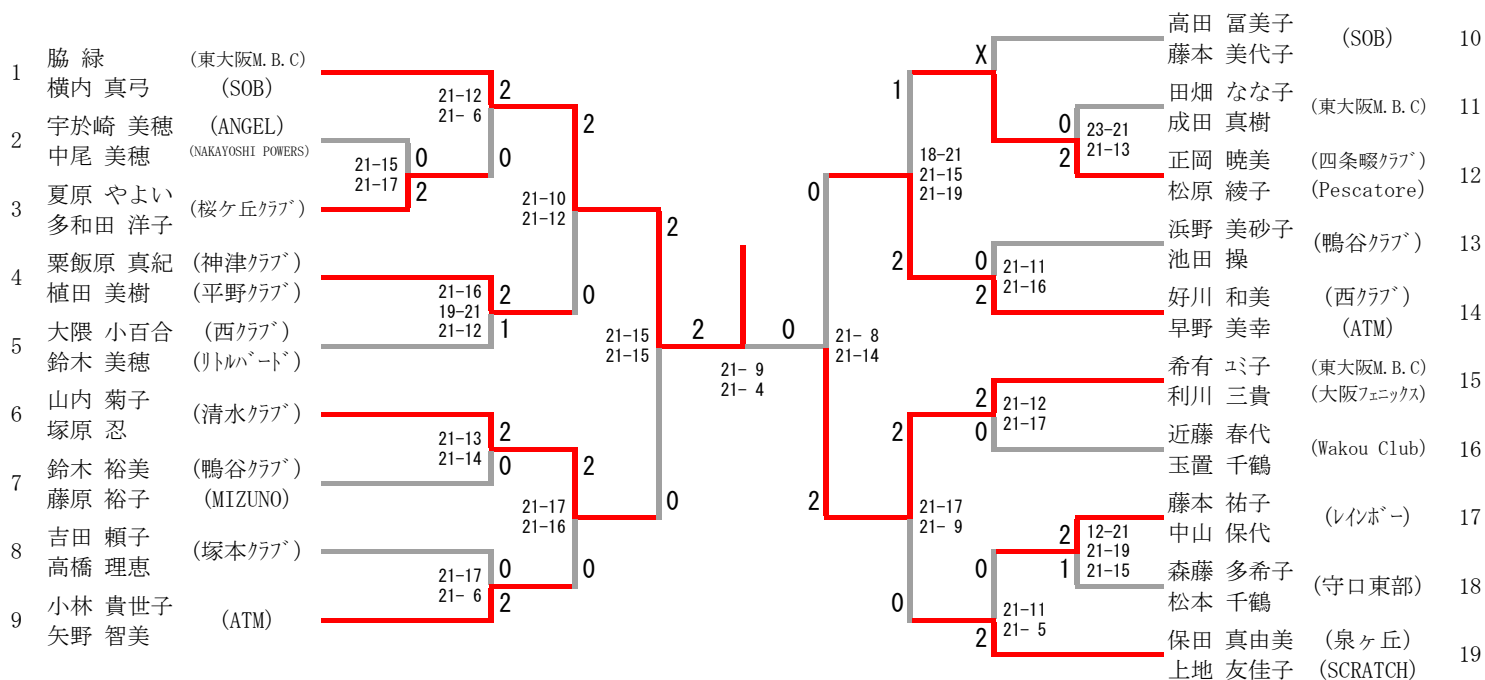 1 脇 緑 (東大阪M.B.C)
横内 真弓 (SOB)
2 宇於崎 美穂 (ANGEL)
中尾 美穂 (NAKAYOSHI POWERS)
3 夏原 やよい (桜ケ丘クラブ)
多和田 洋子
4 粟飯原 真紀 (神津クラブ)
植田 美樹 (平野クラブ)
5 大隈 小百合 (西クラブ)
鈴木 美穂 (リトルバード)
6 山内 菊子 (清水クラブ)
塚原 忍
7 鈴木 裕美 (鴨谷クラブ)
藤原 裕子 (MIZUNO)
8 吉田 頼子 (塚本クラブ)
高橋 理恵
9 小林 貴世子 (ATM)
矢野 智美
21-12 2
21- 6 0
21-15 0
21-17 2
21-16 2
19-21
21-12 1
21-13 2
21-14 0
21-17 0
21- 6 2
2
21-10
21-12
0
2
21-17
21-16
0
2
21-15
21-15
0
2 0
21- 9
21- 4
0
21- 8
21-14
2
1
18-21
21-15
21-19
2
2
21-17
21- 9
0
X
0 23-21
2 21-13
0 21-11
2 21-16
2 21-12
0 21-17
2 12-21
21-19
1 21-15
0
21-11
21- 5
2
高田 冨美子 (SOB) 10
藤本 美代子
田畑 なな子 (東大阪M.B.C) 11
成田 真樹
正岡 暁美 (四条畷クラブ) 12
松原 綾子 (Pescatore)
浜野 美砂子 (鴨谷クラブ) 13
池田 操
好川 和美 (西クラブ) 14
早野 美幸 (ATM)
希有 ユミ子 (東大阪M.B.C) 15
利川 三貴 (大阪フェニックス)
近藤 春代 (Wakou Club) 16
玉置 千鶴
藤本 祐子 (レインボー) 17
中山 保代
森藤 多希子 (守口東部) 18
松本 千鶴
保田 真由美 (泉ヶ丘) 19
上地 友佳子 (SCRATCH)